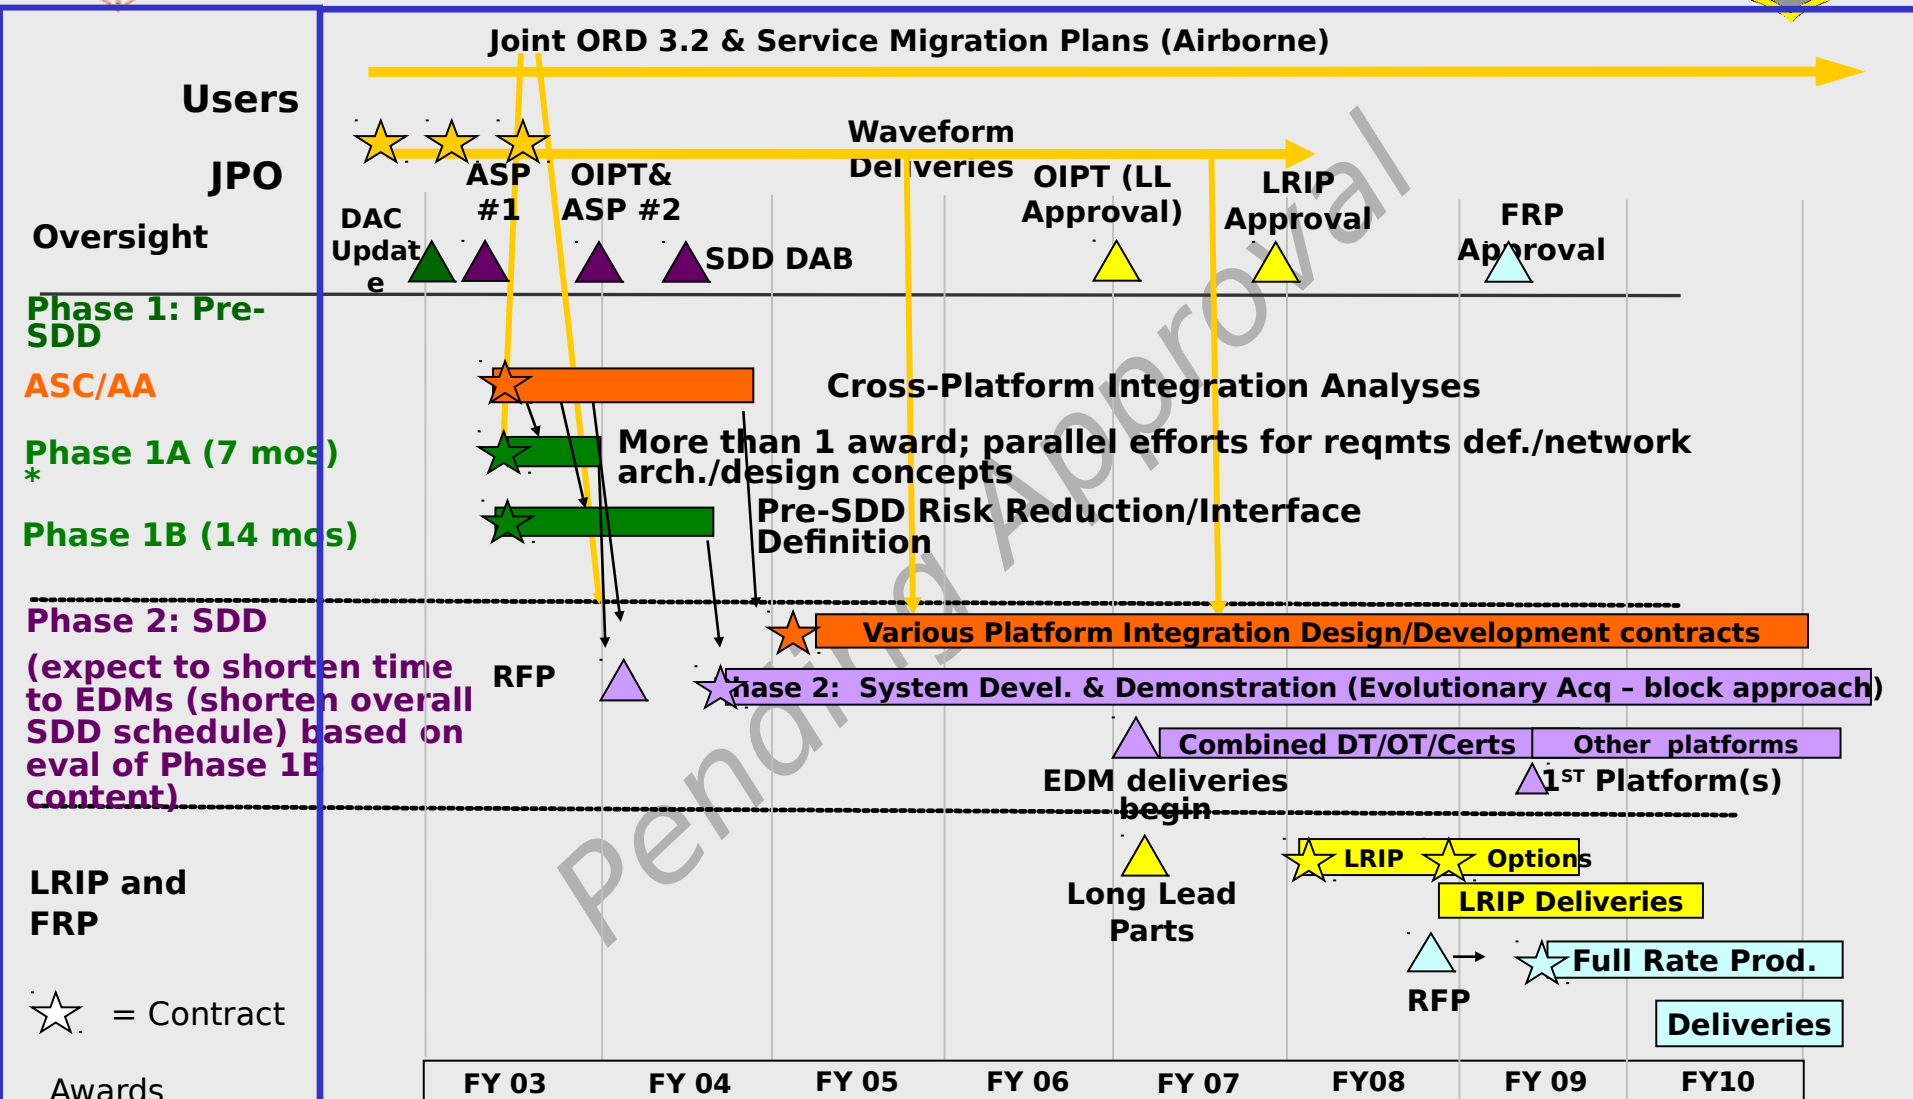 Joint ORD 3.2 & Service Migration Plans (Airborne)
Users
Waveform
Deliveries
JPO
ASP
#1
OIPT&
ASP #2
OIPT (LL
Approval)
LRIP
Approval
FRP
Approval
Oversight
DAC
Updat
e
SDD DAB
Phase 1: Pre-
SDD
ASC/AA
Cross-Platform Integration Analyses
Phase 1A (7 mos)
*
More than 1 award; parallel efforts for reqmts def./network
arch./design concepts
Phase 1B (14 mos)
Pre-SDD Risk Reduction/Interface
Definition
Phase 2: SDD
(expect to shorten time
to EDMs (shorten overall
SDD schedule) based on
eval of Phase 1B
content)
Various Platform Integration Design/Development contracts
RFP
Phase 2:  System Devel. & Demonstration (Evolutionary Acq – block approach)
Combined DT/OT/Certs
Other  platforms
EDM deliveries
begin
1ST Platform(s)
LRIP and
FRP
LRIP
Options
Long Lead
Parts
LRIP Deliveries
Full Rate Prod.
RFP
Deliveries
= Contract
Awards
FY 03
FY 04
FY 05
FY 06
FY 07
FY08
FY 09
FY10
Pending Approval